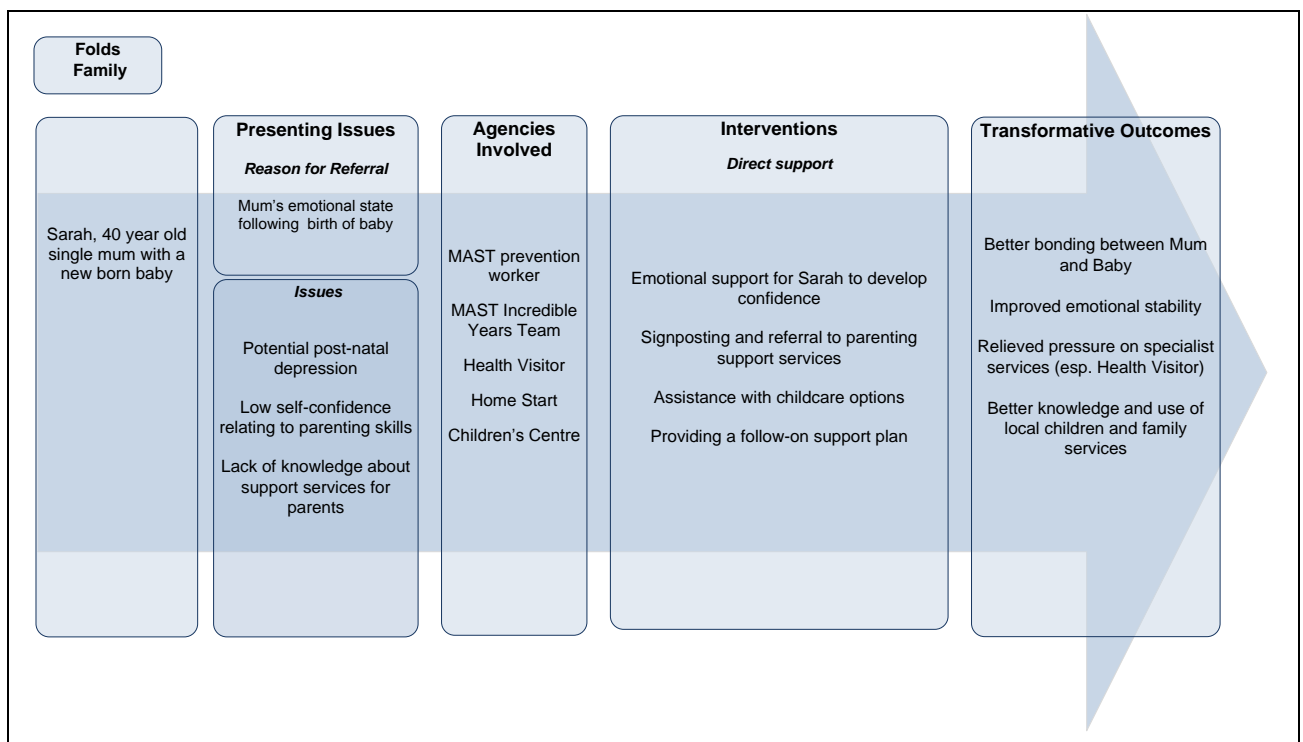 Folds
Family
Sarah, 40 year old
single mum with a
new born baby
Presenting Issues
Reason for Referral
Mum's emotional state
following birth of baby
Issues
Potential post-natal
depression
Low self-confidence
relating to parenting skills
Lack of knowledge about
support services for
parents
Agencies
Involved
MAST prevention
worker
MAST Incredible
Years Team
Health Visitor
Home Start
Children's Centre
Interventions
Direct support
Emotional support for Sarah to develop
confidence
Signposting and referral to parenting
support services
Assistance with childcare options
Providing a follow-on support plan
Transformative Outcomes
Better bonding between Mum
and Baby
Improved emotional stability
Relieved pressure on specialist
services (esp. Health Visitor)
Better knowledge and use of
local children and family
services